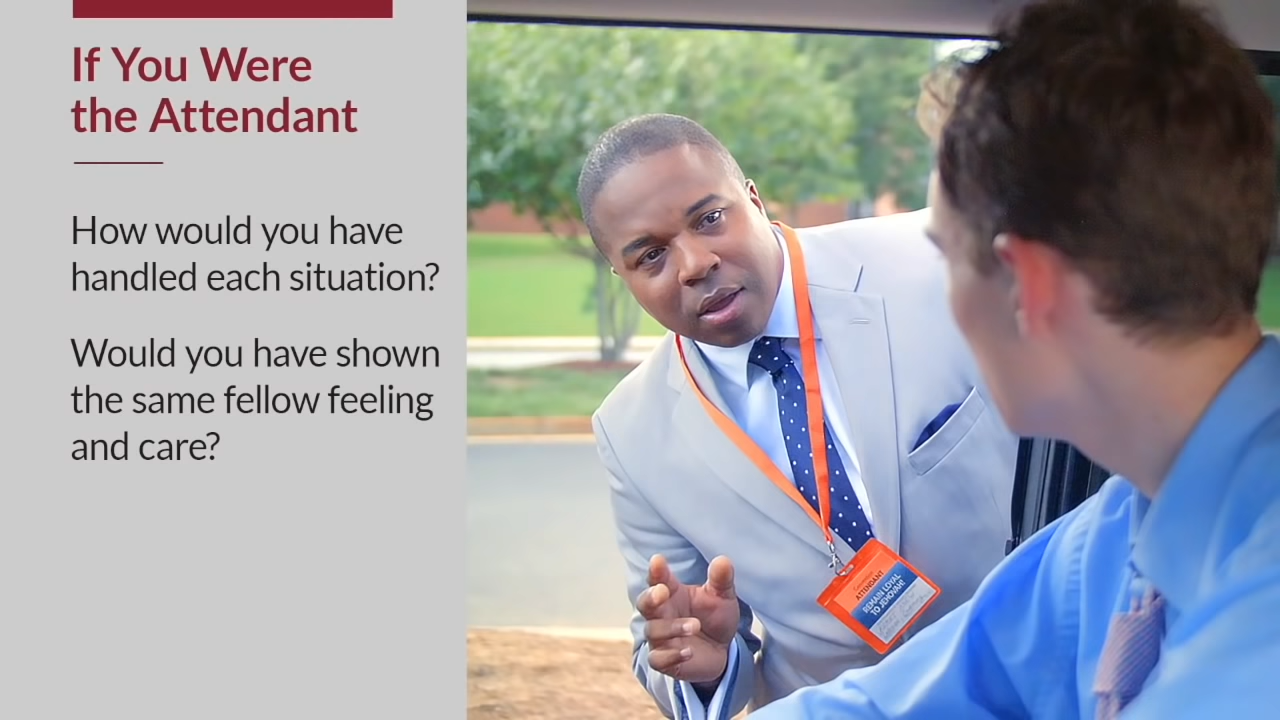 If You Were
the Attendant
How would you have
handled each situation?
Would you have shown
the same fellow feeling
and care?
Convention
ATTENDANT
REMAIN LOYAL
TO JEHOVAH!